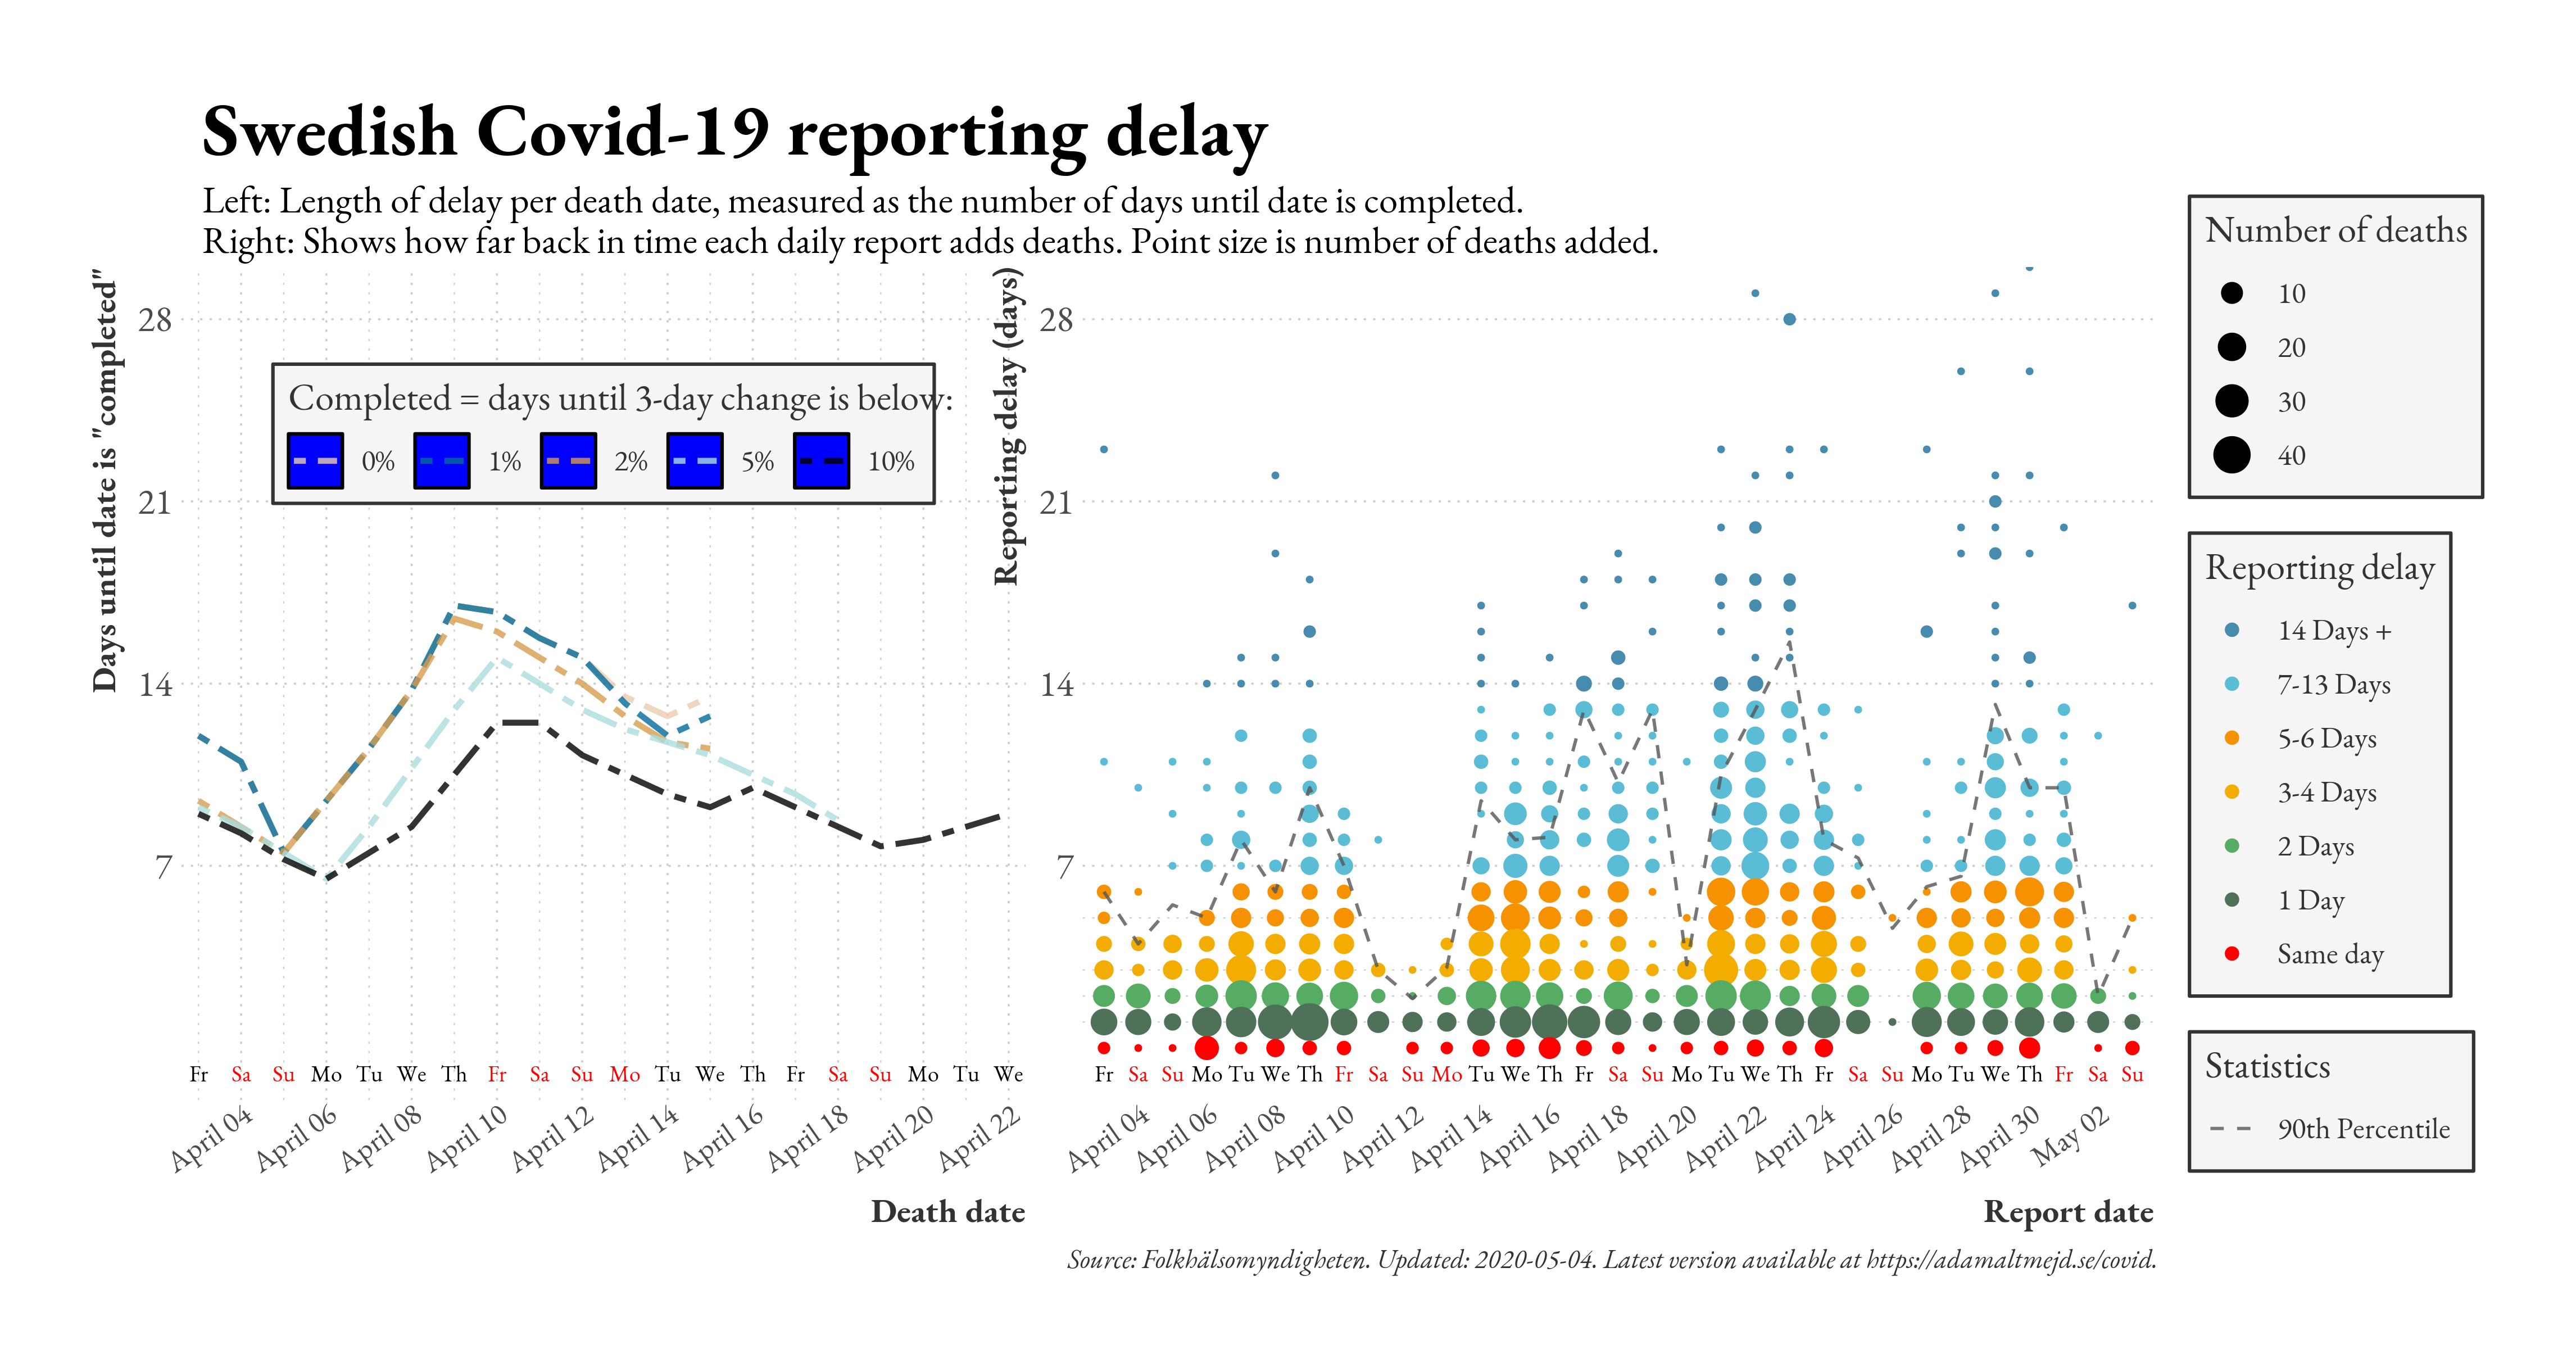 Swedish Covid-19 reporting delay
Left: Length of delay per death date, measured as the number of days until date is completed.
Right: Shows how far back in time each daily report adds deaths. Point size is number of deaths added.
Days until date is "completed"
28
21
14
7
Completed = days until 3-day change is below:
0% 1% 2% 5% 10%
Fr Sa Su Mo Tu We Th Fr Sa Su Mo Tu We Th Fr Sa Su Mo Tu We
April 04 April 06 April 08 April 10 April 12 April 14 April 16 April 18 April 20 April 22
Death date
Reporting delay (days)
28
21
14
7
Fr Sa Su Mo Tu We Th Fr Sa Su Mo Tu We Th Fr Sa Su Mo Tu We Th Fr Sa Su Mo Tu We Th Fr Sa Su
April 04 April 06 April 08 April 10 April 12 April 14 April 16 April 18 April 20 April 22 April 24 April 26 April 28 April 30 May 02
Report date
Number of deaths
10
20
30
40
Reporting delay
14 Days +
7-13 Days
5-6 Days
3-4 Days
2 Days
1 Day
Same day
Statistics
90th Percentile
Source: Folkhälsomyndigheten. Updated: 2020-05-04. Latest version available at https://adamaltmejd.se/covid.